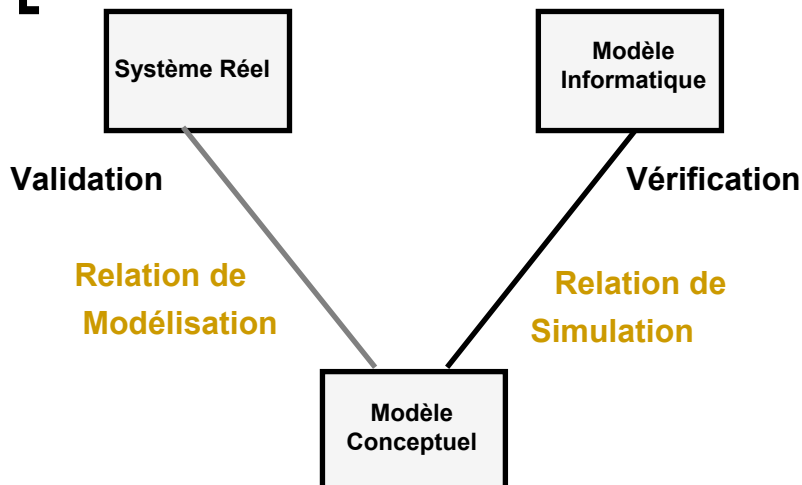 Système Réel
Modèle
Informatique
Validation
Vérification
Relation de
Modélisation
Relation de
Simulation
Modèle
Conceptuel